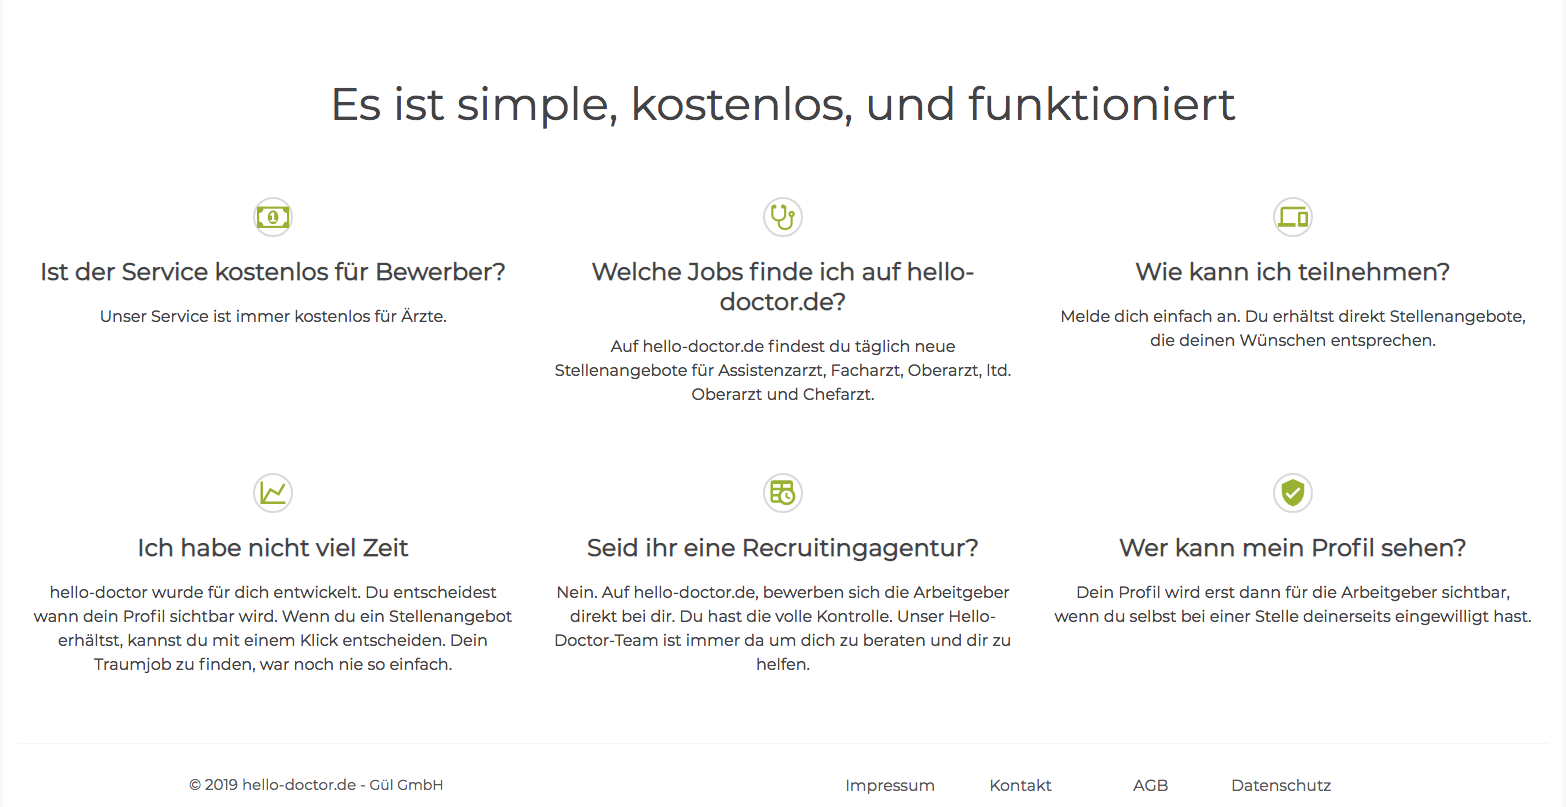 Es ist simple, kostenlos, und funktioniert
Ist der Service kostenlos für Bewerber?
Unser Service ist immer kostenlos für Ärzte.
Welche Jobs finde ich auf hello-
doctor.de?
Auf hello-doctor.de findest du täglich neue
Stellenangebote für Assistenzarzt, Facharzt, Oberarzt, ltd.
Oberarzt und Chefarzt.
Wie kann ich teilnehmen?
Melde dich einfach an. Du erhältst direkt Stellenangebote,
die deinen Wünschen entsprechen.
Ich habe nicht viel Zeit
hello-doctor wurde für dich entwickelt. Du entscheidest
wann dein Profil sichtbar wird. Wenn du ein Stellenangebot
erhältst, kannst du mit einem Klick entscheiden. Dein
Traumjob zu finden, war noch nie so einfach.
Seid ihr eine Recruitingagentur?
Nein. Auf hello-doctor.de, bewerben sich die Arbeitgeber
direkt bei dir. Du hast die volle Kontrolle. Unser Hello-
Doctor-Team ist immer da um dich zu beraten und dir zu
helfen.
Wer kann mein Profil sehen?
Dein Profil wird erst dann für die Arbeitgeber sichtbar,
wenn du selbst bei einer Stelle deinerseits eingewilligt hast.
© 2019 hello-doctor.de - Gül GmbH
Impressum
Kontakt
AGB
Datenschutz